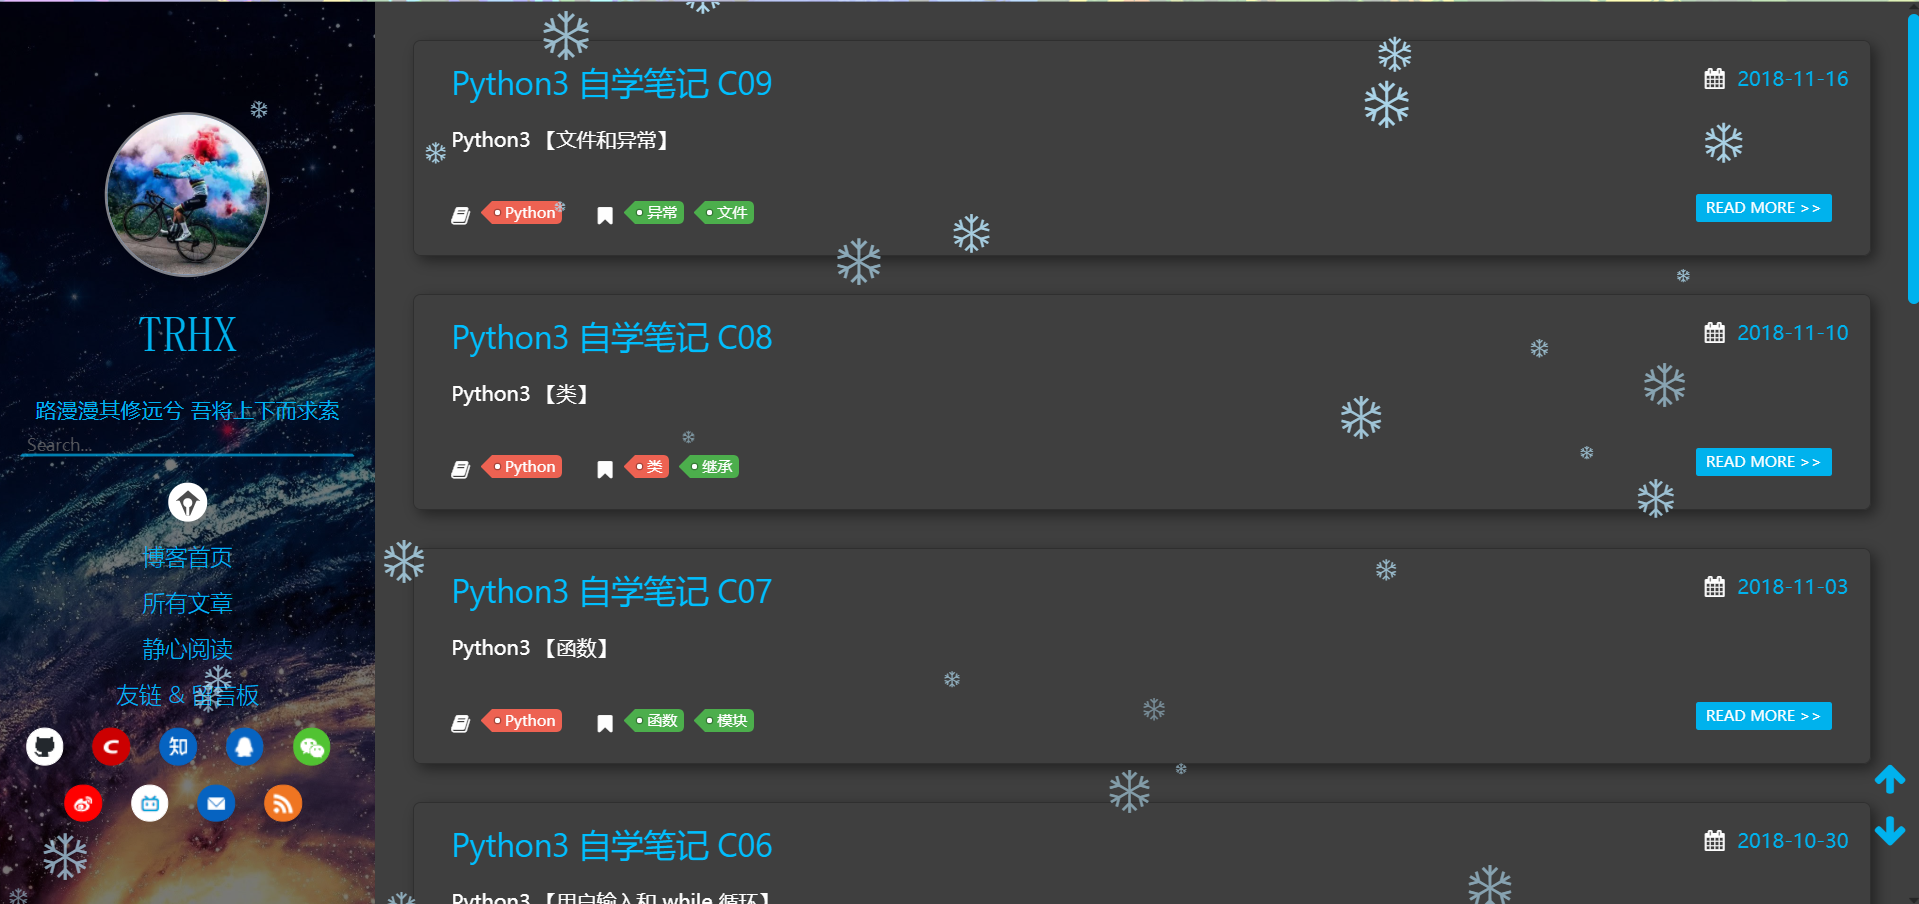 TRHX
路漫漫其修远兮 吾将上下而求索
Search...
博客首页
所有文章
静心阅读
友链 & 留言板
知
Python3 自学笔记 C09
2018-11-16
Python3 【文件和异常】
Python
异常
文件
READ MORE >>
Python3 自学笔记 C08
2018-11-10
Python3 【类】
Python
类
继承
READ MORE >>
Python3 自学笔记 C07
2018-11-03
Python3 【函数】
Python
函数
模块
READ MORE >>
Python3 自学笔记 C06
2018-10-30
Python3 【用户输入和 while 循环】